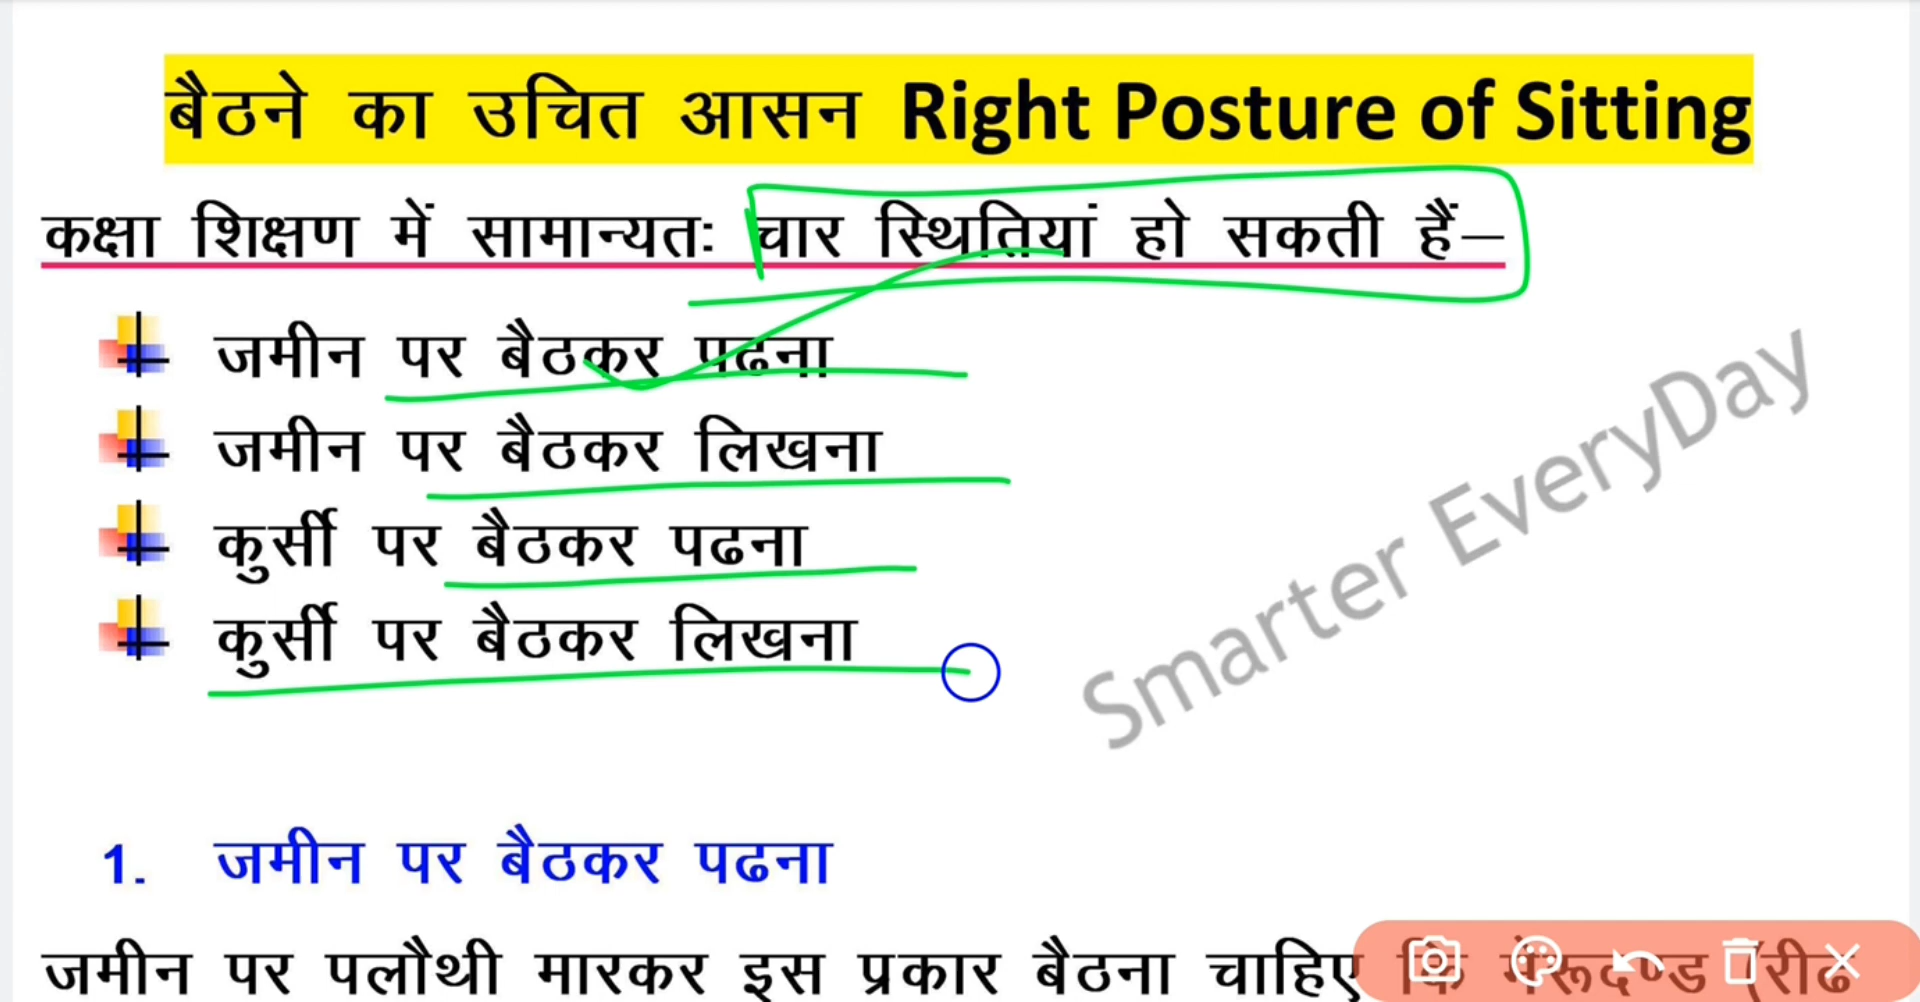 बैठने का उचित आसन Right Posture of Sitting
कक्षा शिक्षण में सामान्यतः चार स्थितियां हो सकती हैं–
जमीन पर बैठकर पढना
जमीन पर बैठकर लिखना
कुर्सी पर बैठकर पढना
कुर्सी पर बैठकर लिखना
Smarter EveryDay
1. जमीन पर बैठकर पढना
जमीन पर पलौथी मारकर इस प्रकार बैठना चाहिए कि मेरूदण्ड (रीढ